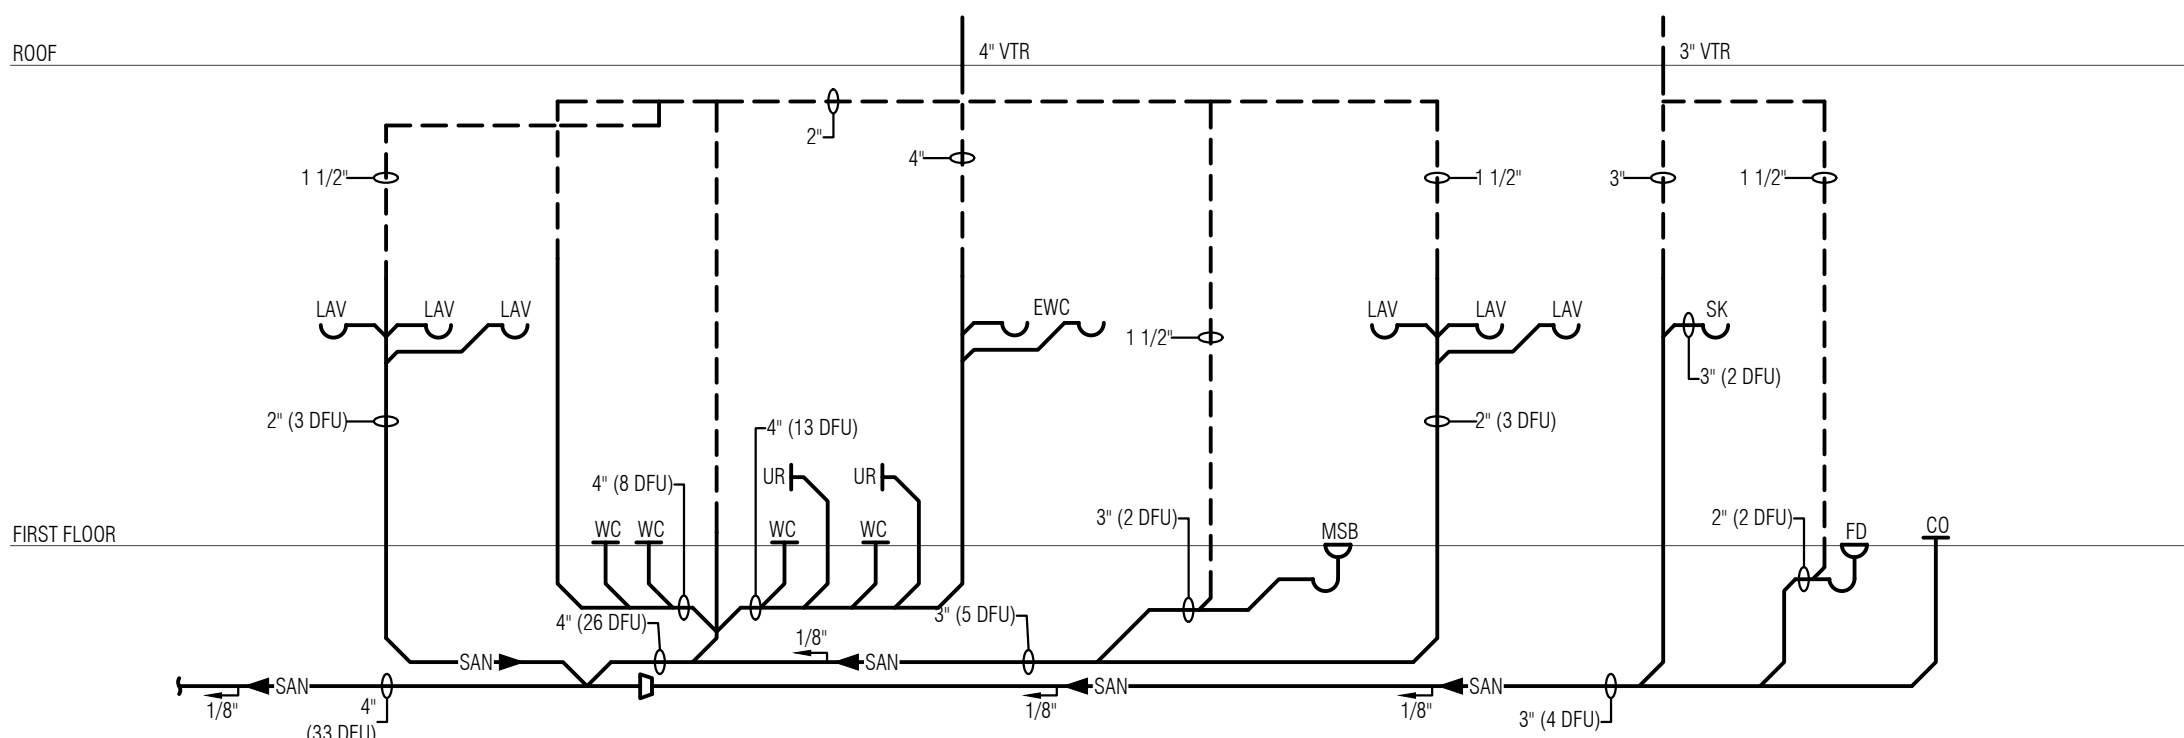 ROOF
4" VTR
3" VTR
2"
4"
1 1/2"
1 1/2"
3"
1 1/2"
LAV
LAV
LAV
EWC
LAV
LAV
LAV
SK
1 1/2"
3" (2 DFU)
2" (3 DFU)
4" (13 DFU)
2" (3 DFU)
UR
UR
4" (8 DFU)
3" (2 DFU)
2" (2 DFU)
FIRST FLOOR
WC
WC
WC
WC
MSB
FD
CO
4" (26 DFU)
3" (5 DFU)
1/8"
SAN
SAN
SAN
SAN
SAN
1/8"
4"
(33 DFU)
1/8"
1/8"
3" (4 DFU)